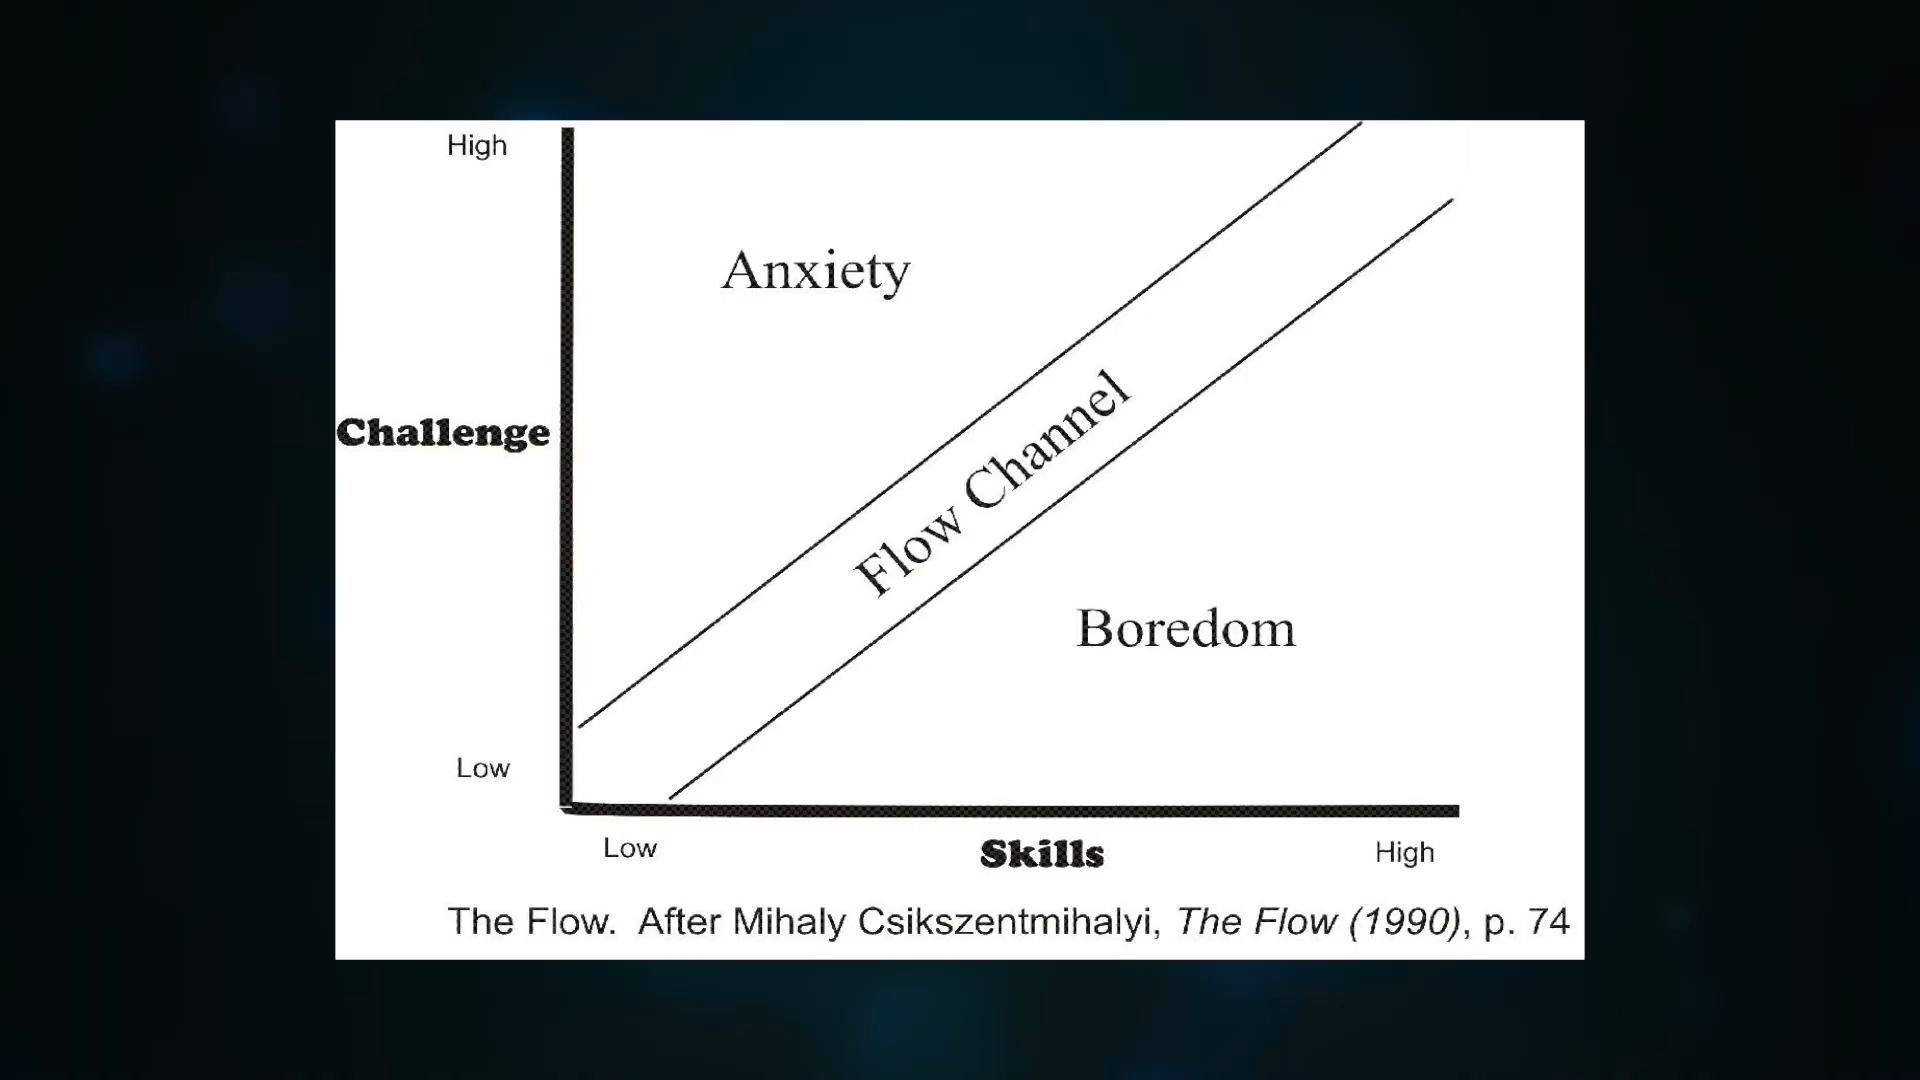 High
Anxiety
Challenge
Flow Channel
Boredom
Low
Low
Skills
High
The Flow. After Mihaly Csikszentmihalyi, The Flow (1990), p. 74